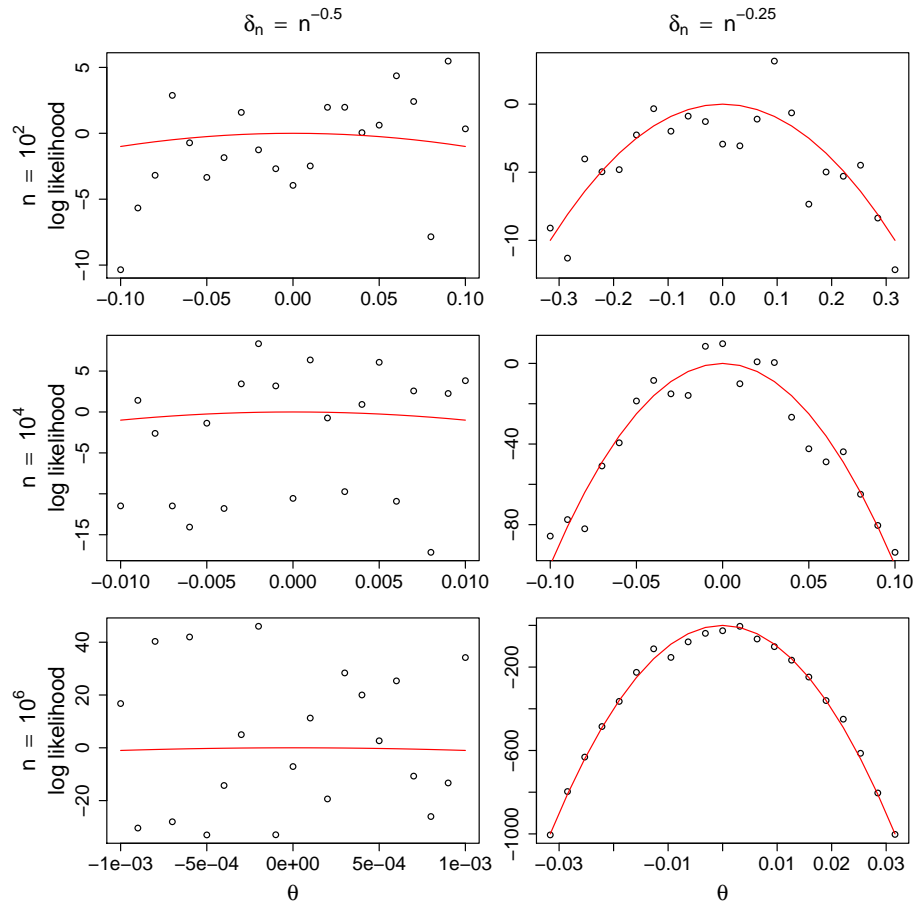 δn = n^−0.5
δn = n^−0.25
n = 10^2
log likelihood
5
0
−5
−10
−0.10 −0.05 0.00 0.05 0.10
0
−5
−10
−0.3 −0.2 −0.1 0.0 0.1 0.2 0.3
n = 10^4
log likelihood
5
0
−5
−15
−0.010 −0.005 0.000 0.005 0.010
0
−40
−80
−0.10 −0.05 0.00 0.05 0.10
n = 10^6
log likelihood
40
20
0
−20
−1e−03 −5e−04 0e+00 5e−04 1e−03
θ
−200
−600
−1000
−0.03 −0.01 0.01 0.02 0.03
θ